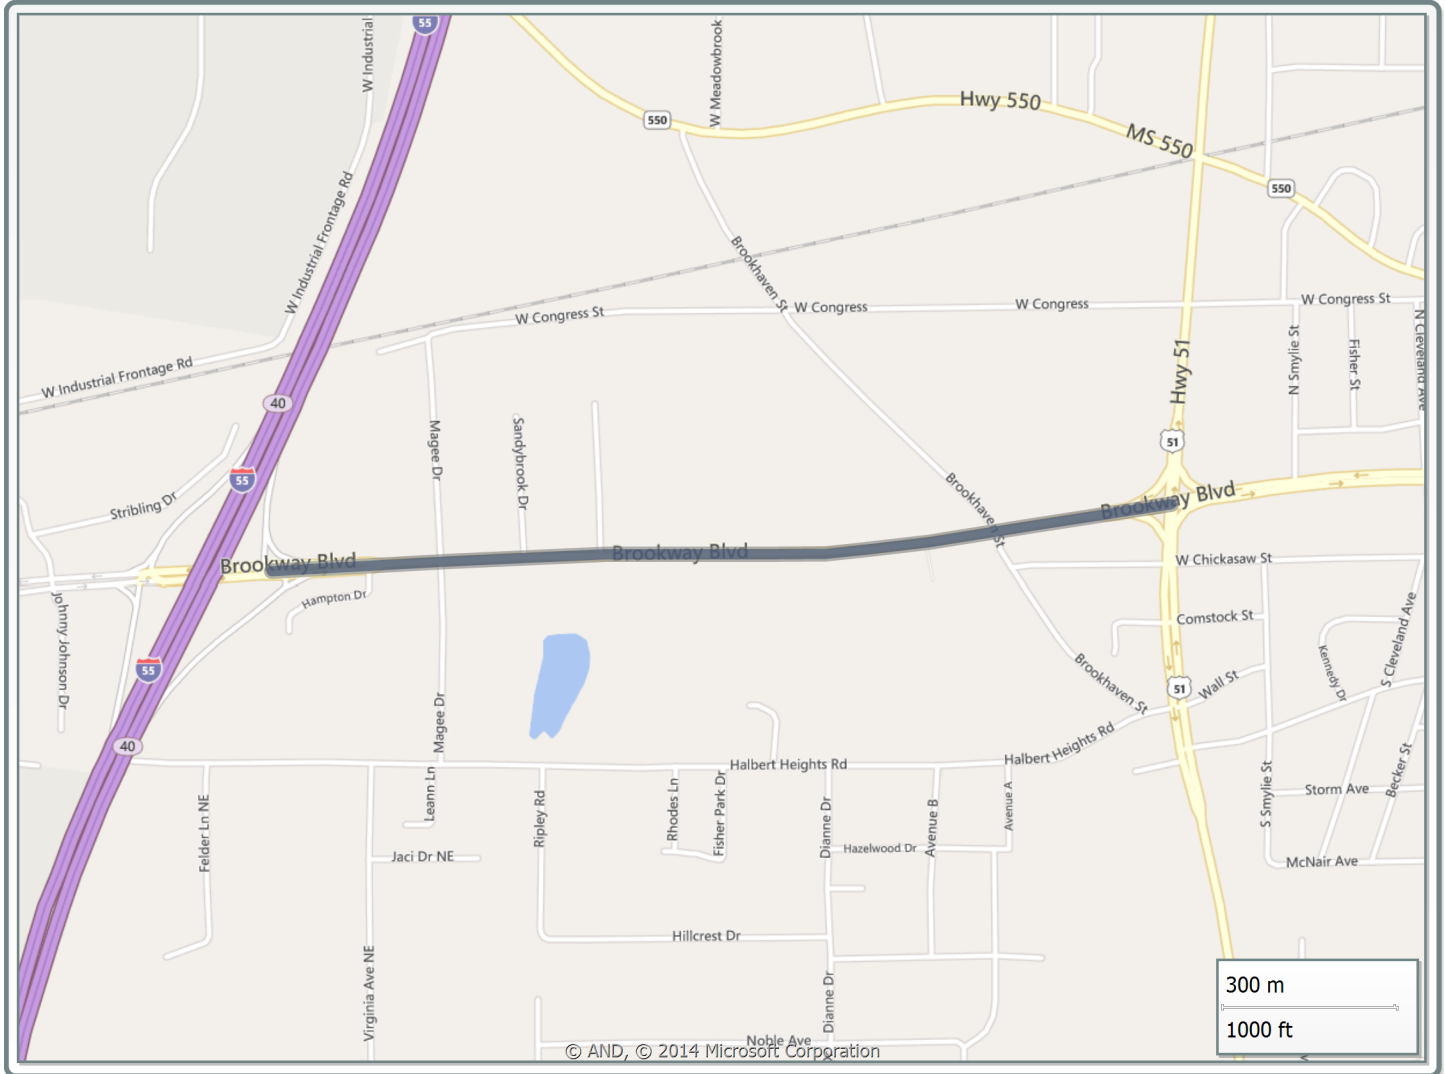 55
W Industrial
W Meadowbrook
550
Hwy 550
MS 550
550
W Industrial Frontage Rd
Brookhaven St
W Congress St
W Congress
W Congress
W Congress St
N Smylie St
Fisher St
N Cleveland Ave
Hwy 51
W Industrial Frontage Rd
40
Magee Dr
Sandybrook Dr
51
55
Stribling Dr
Brookhaven St
Brookway Blvd
Brookway Blvd
Brookway Blvd
W Chickasaw St
Hampton Dr
Johnny Johnson Dr
Comstock St
S Cleveland Ave
Kennedy Dr
55
Brookhaven St
51
Wall St
Magee Dr
40
Halbert Heights Rd
Halbert Heights Rd
Leann Ln
Felder Ln NE
Ripley Rd
Rhodes Ln
Fisher Park Dr
Dianne Dr
Avenue B
Avenue A
S Smylie St
Storm Ave
Becker St
Jaci Dr NE
Hazelwood Dr
McNair Ave
Hillcrest Dr
Virginia Ave NE
Dianne Dr
Noble Ave
300 m
1000 ft
© AND, © 2014 Microsoft Corporation